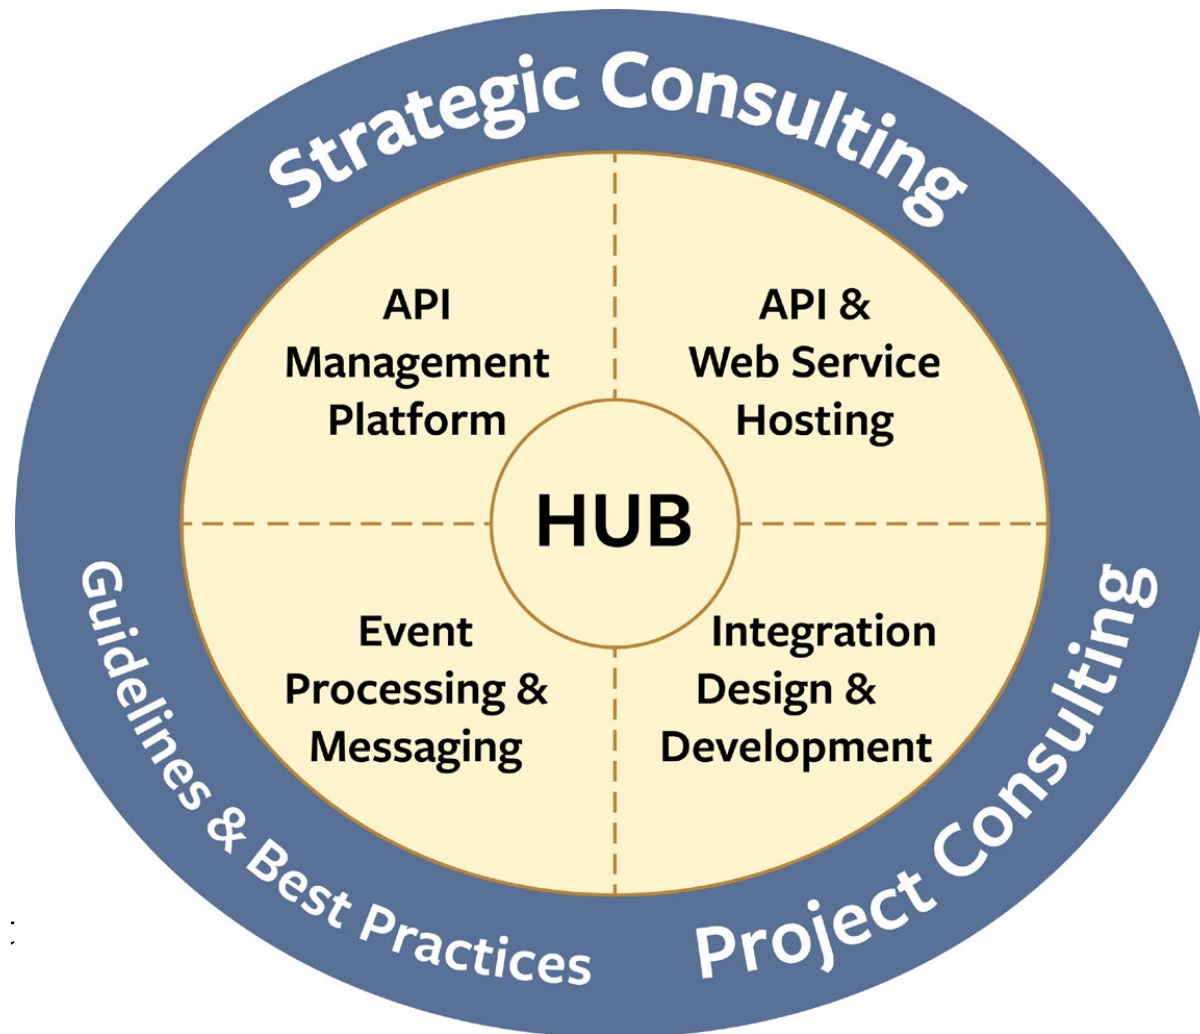 Strategic Consulting
API
Management
Platform
API &
Web Service
Hosting
HUB
Event
Processing &
Messaging
Integration
Design &
Development
Guidelines & Best Practices
Project Consulting